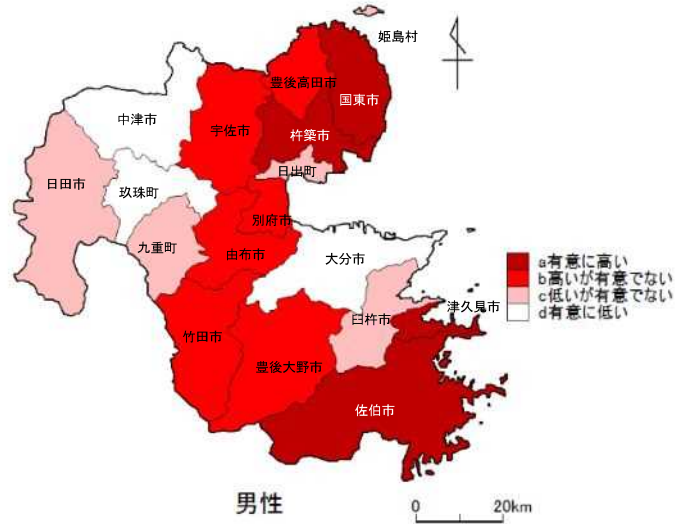 姫島村
豊後高田市
国東市
中津市
宇佐市
杵築市
日出町
日田市
玖珠町
別府市
九重町
由布市
大分市
a有意に高い
b高いが有意でない
c低いが有意でない
d有意に低い
津久見市
臼杵市
竹田市
豊後大野市
佐伯市
男性
0 20km